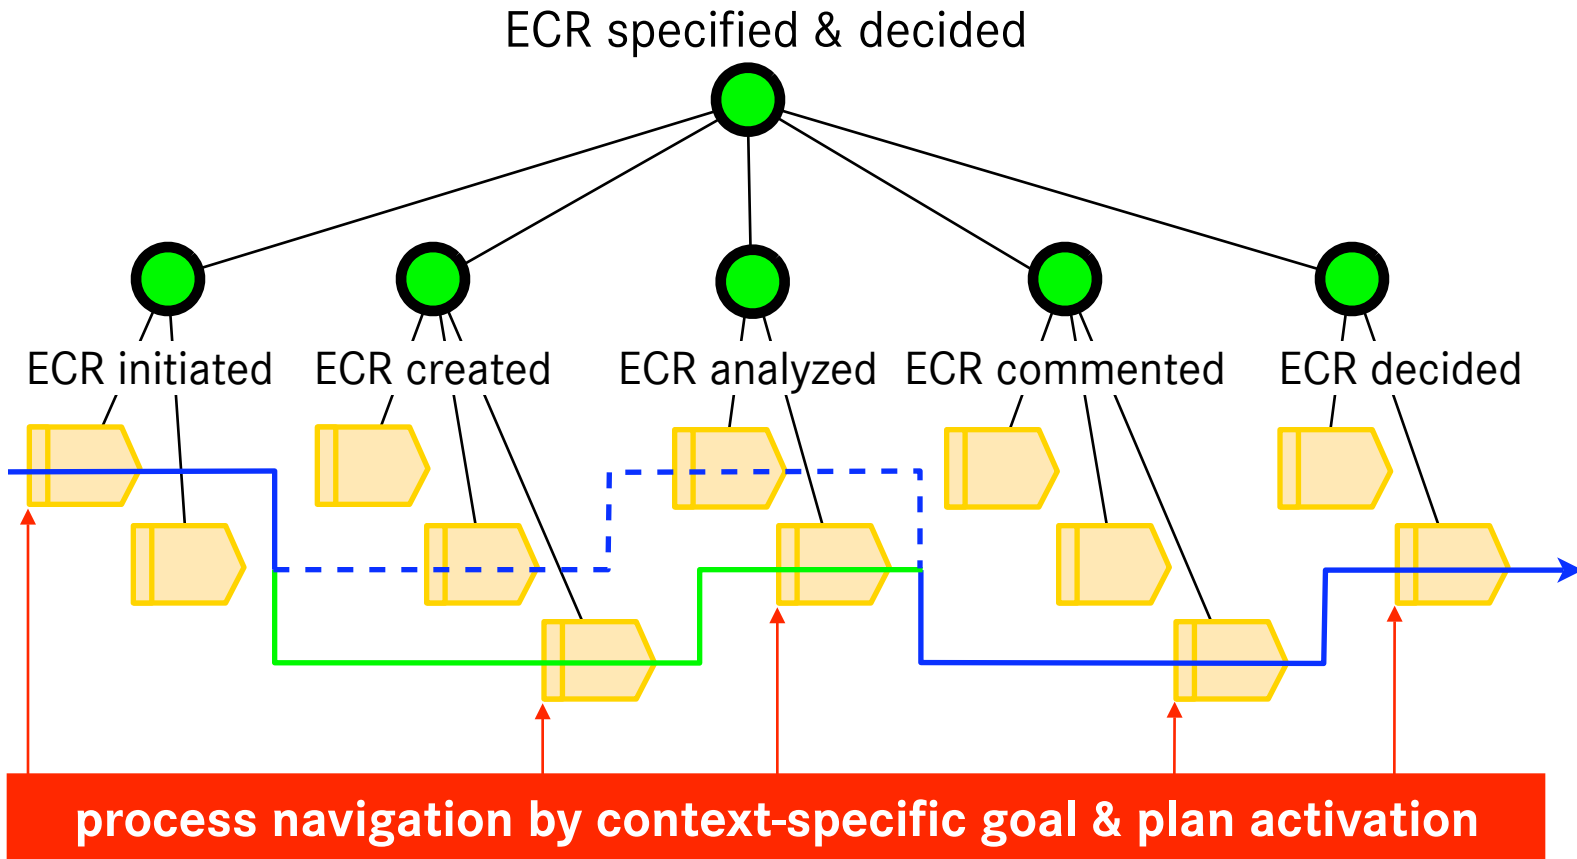 ECR specified & decided
ECR initiated
ECR created
ECR analyzed
ECR commented
ECR decided
process navigation by context-specific goal & plan activation